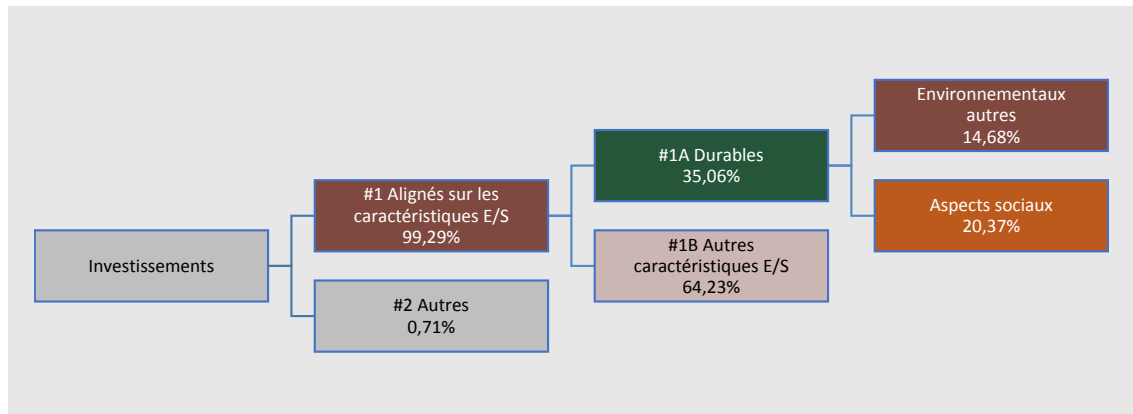 Investissements
#1 Alignés sur les
caractéristiques E/S
99,29%
#2 Autres
0,71%
#1A Durables
35,06%
#1B Autres
caractéristiques E/S
64,23%
Environnementaux
autres
14,68%
Aspects sociaux
20,37%